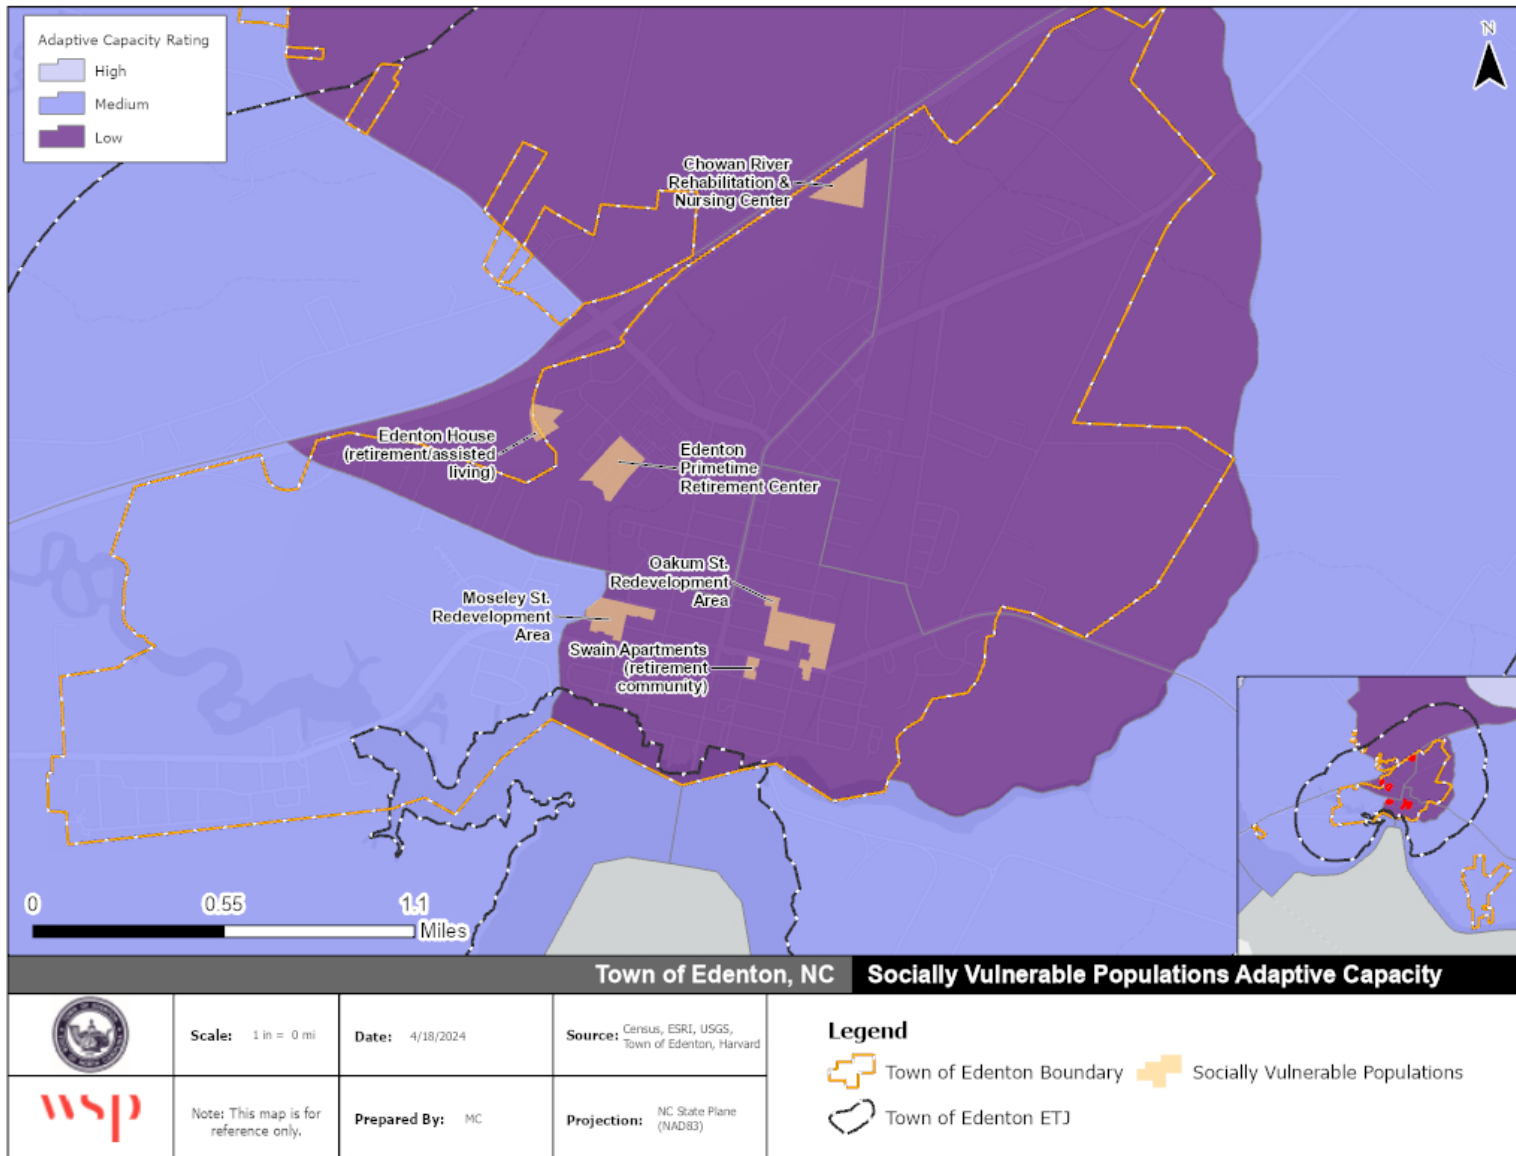 Adaptive Capacity Rating
High
Medium
Low
N
Chowan River
Rehabilitation &
Nursing Center
Edenton House
(retirement/assisted
living)
Edenton
Primetime
Retirement Center
Oakum St.
Redevelopment
Area
Moseley St.
Redevelopment
Area
Swain Apartments
(retirement
community)
0 0.55 1.1
Miles
Town of Edenton, NC Socially Vulnerable Populations Adaptive Capacity
Scale: 1 in = 0 mi
Date: 4/18/2024
Source: Census, ESRI, USGS,
Town of Edenton, Harvard
wsp
Note: This map is for
reference only.
Prepared By: MC
Projection: NC State Plane
(NAD83)
Legend
Town of Edenton Boundary
Socially Vulnerable Populations
Town of Edenton ETJ